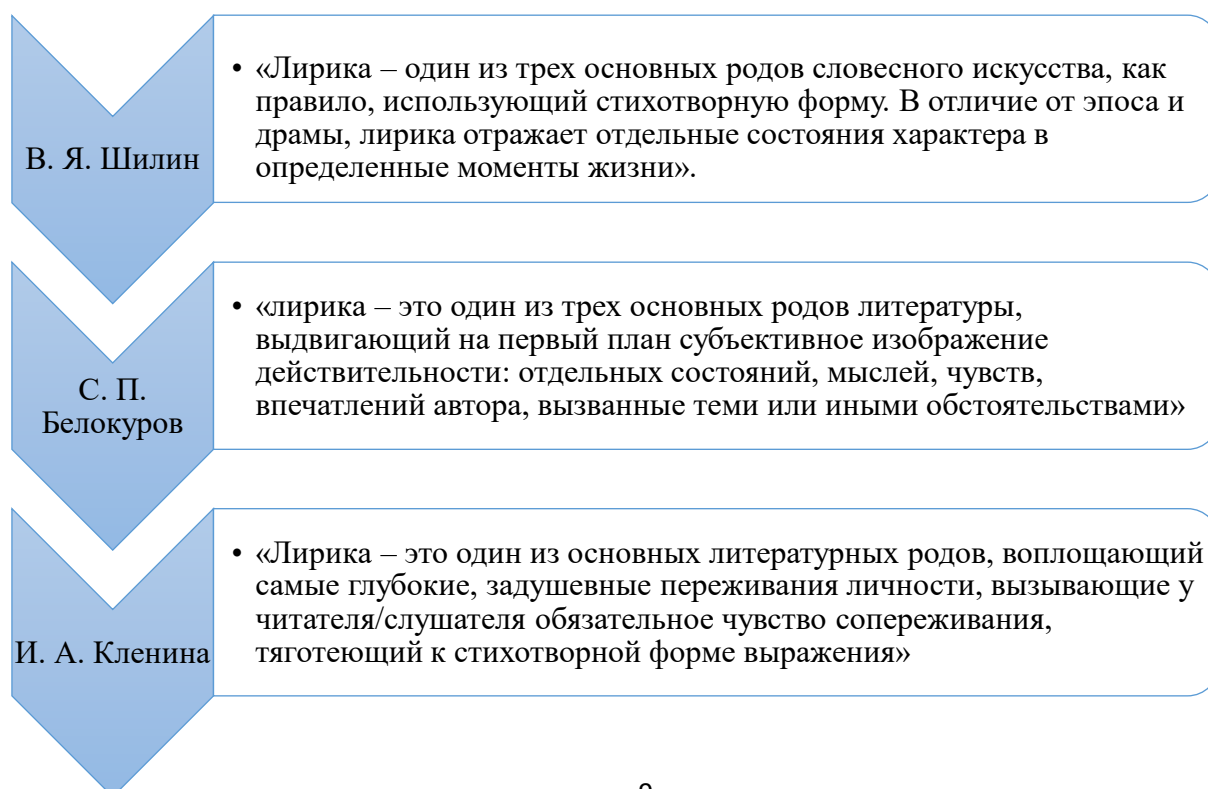 В. Я. Шилин
• «Лирика – один из трех основных родов словесного искусства, как
правило, использующий стихотворную форму. В отличие от эпоса и
драмы, лирика отражает отдельные состояния характера в
определенные моменты жизни».
С. П.
Белокуров
• «лирика – это один из трех основных родов литературы,
выдвигающий на первый план субъективное изображение
действительности: отдельных состояний, мыслей, чувств,
впечатлений автора, вызванные теми или иными обстоятельствами»
И. А. Кленина
• «Лирика – это один из основных литературных родов, воплощающий
самые глубокие, задушевные переживания личности, вызывающие у
читателя/слушателя обязательное чувство сопереживания,
тяготеющий к стихотворной форме выражения»